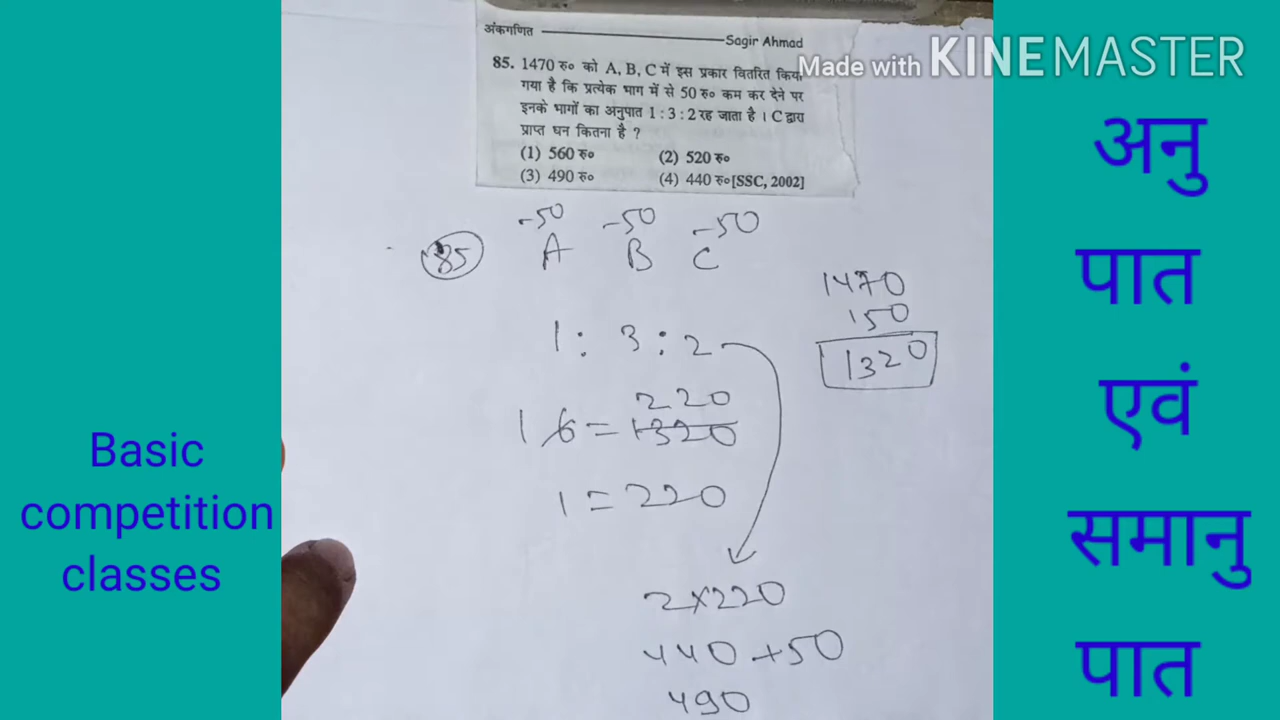 अंकगणित
Sagir Ahmad
85. 1470 रु० को A, B, C में इस प्रकार वितरित किया
गया है कि प्रत्येक भाग में से 50 रु० कम कर देने पर
इनके भागों का अनुपात 1 : 3 : 2 रह जाता है । C द्वारा
प्राप्त धन कितना है ?
(1) 560 रु० (2) 520 रु०
(3) 490 रु० (4) 440 रु० [SSC, 2002]
Made with KINEMASTER
-50 -50 -50
85 A B C
1470
150
1320
1 : 3 : 2
220
1 6 = 1320
1 = 220
2×220
440 +50
490
Basic
competition
classes
अनु
पात
एवं
समानु
पात